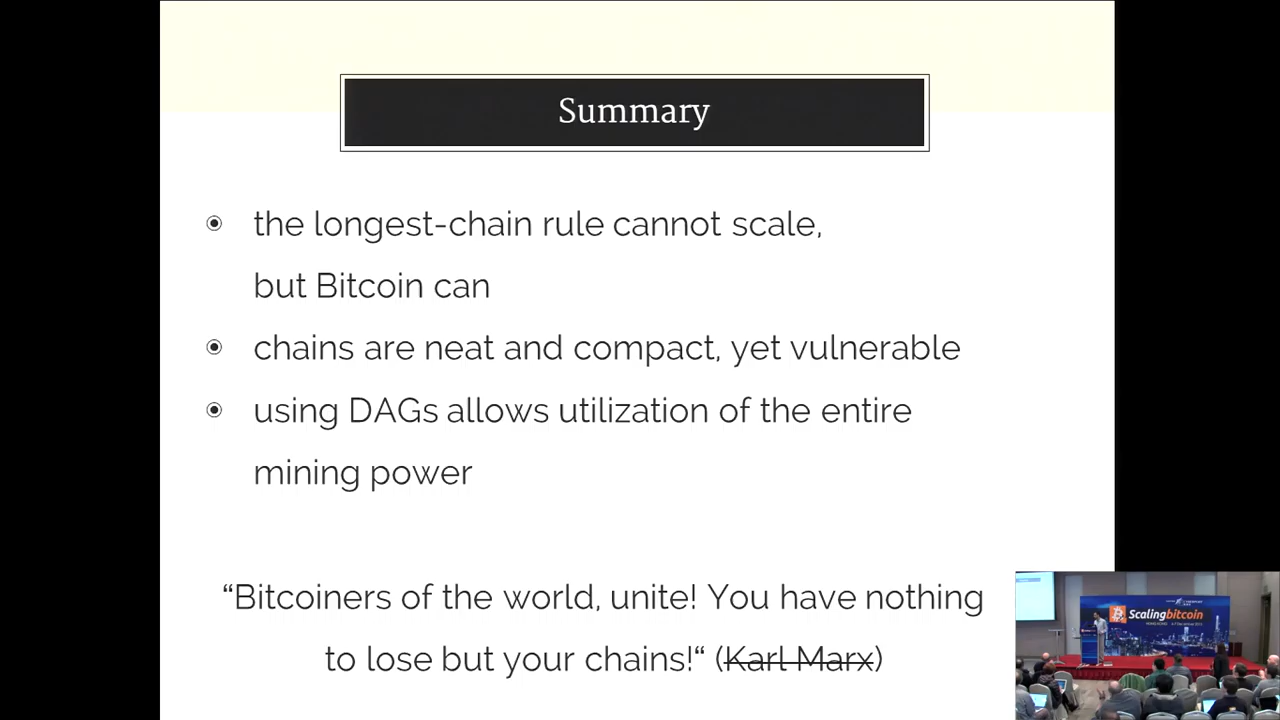 Summary
the longest-chain rule cannot scale,
but Bitcoin can
chains are neat and compact, yet vulnerable
using DAGs allows utilization of the entire
mining power
“Bitcoiners of the world, unite! You have nothing
to lose but your chains!“ (Karl Marx)
Scalingbitcoin